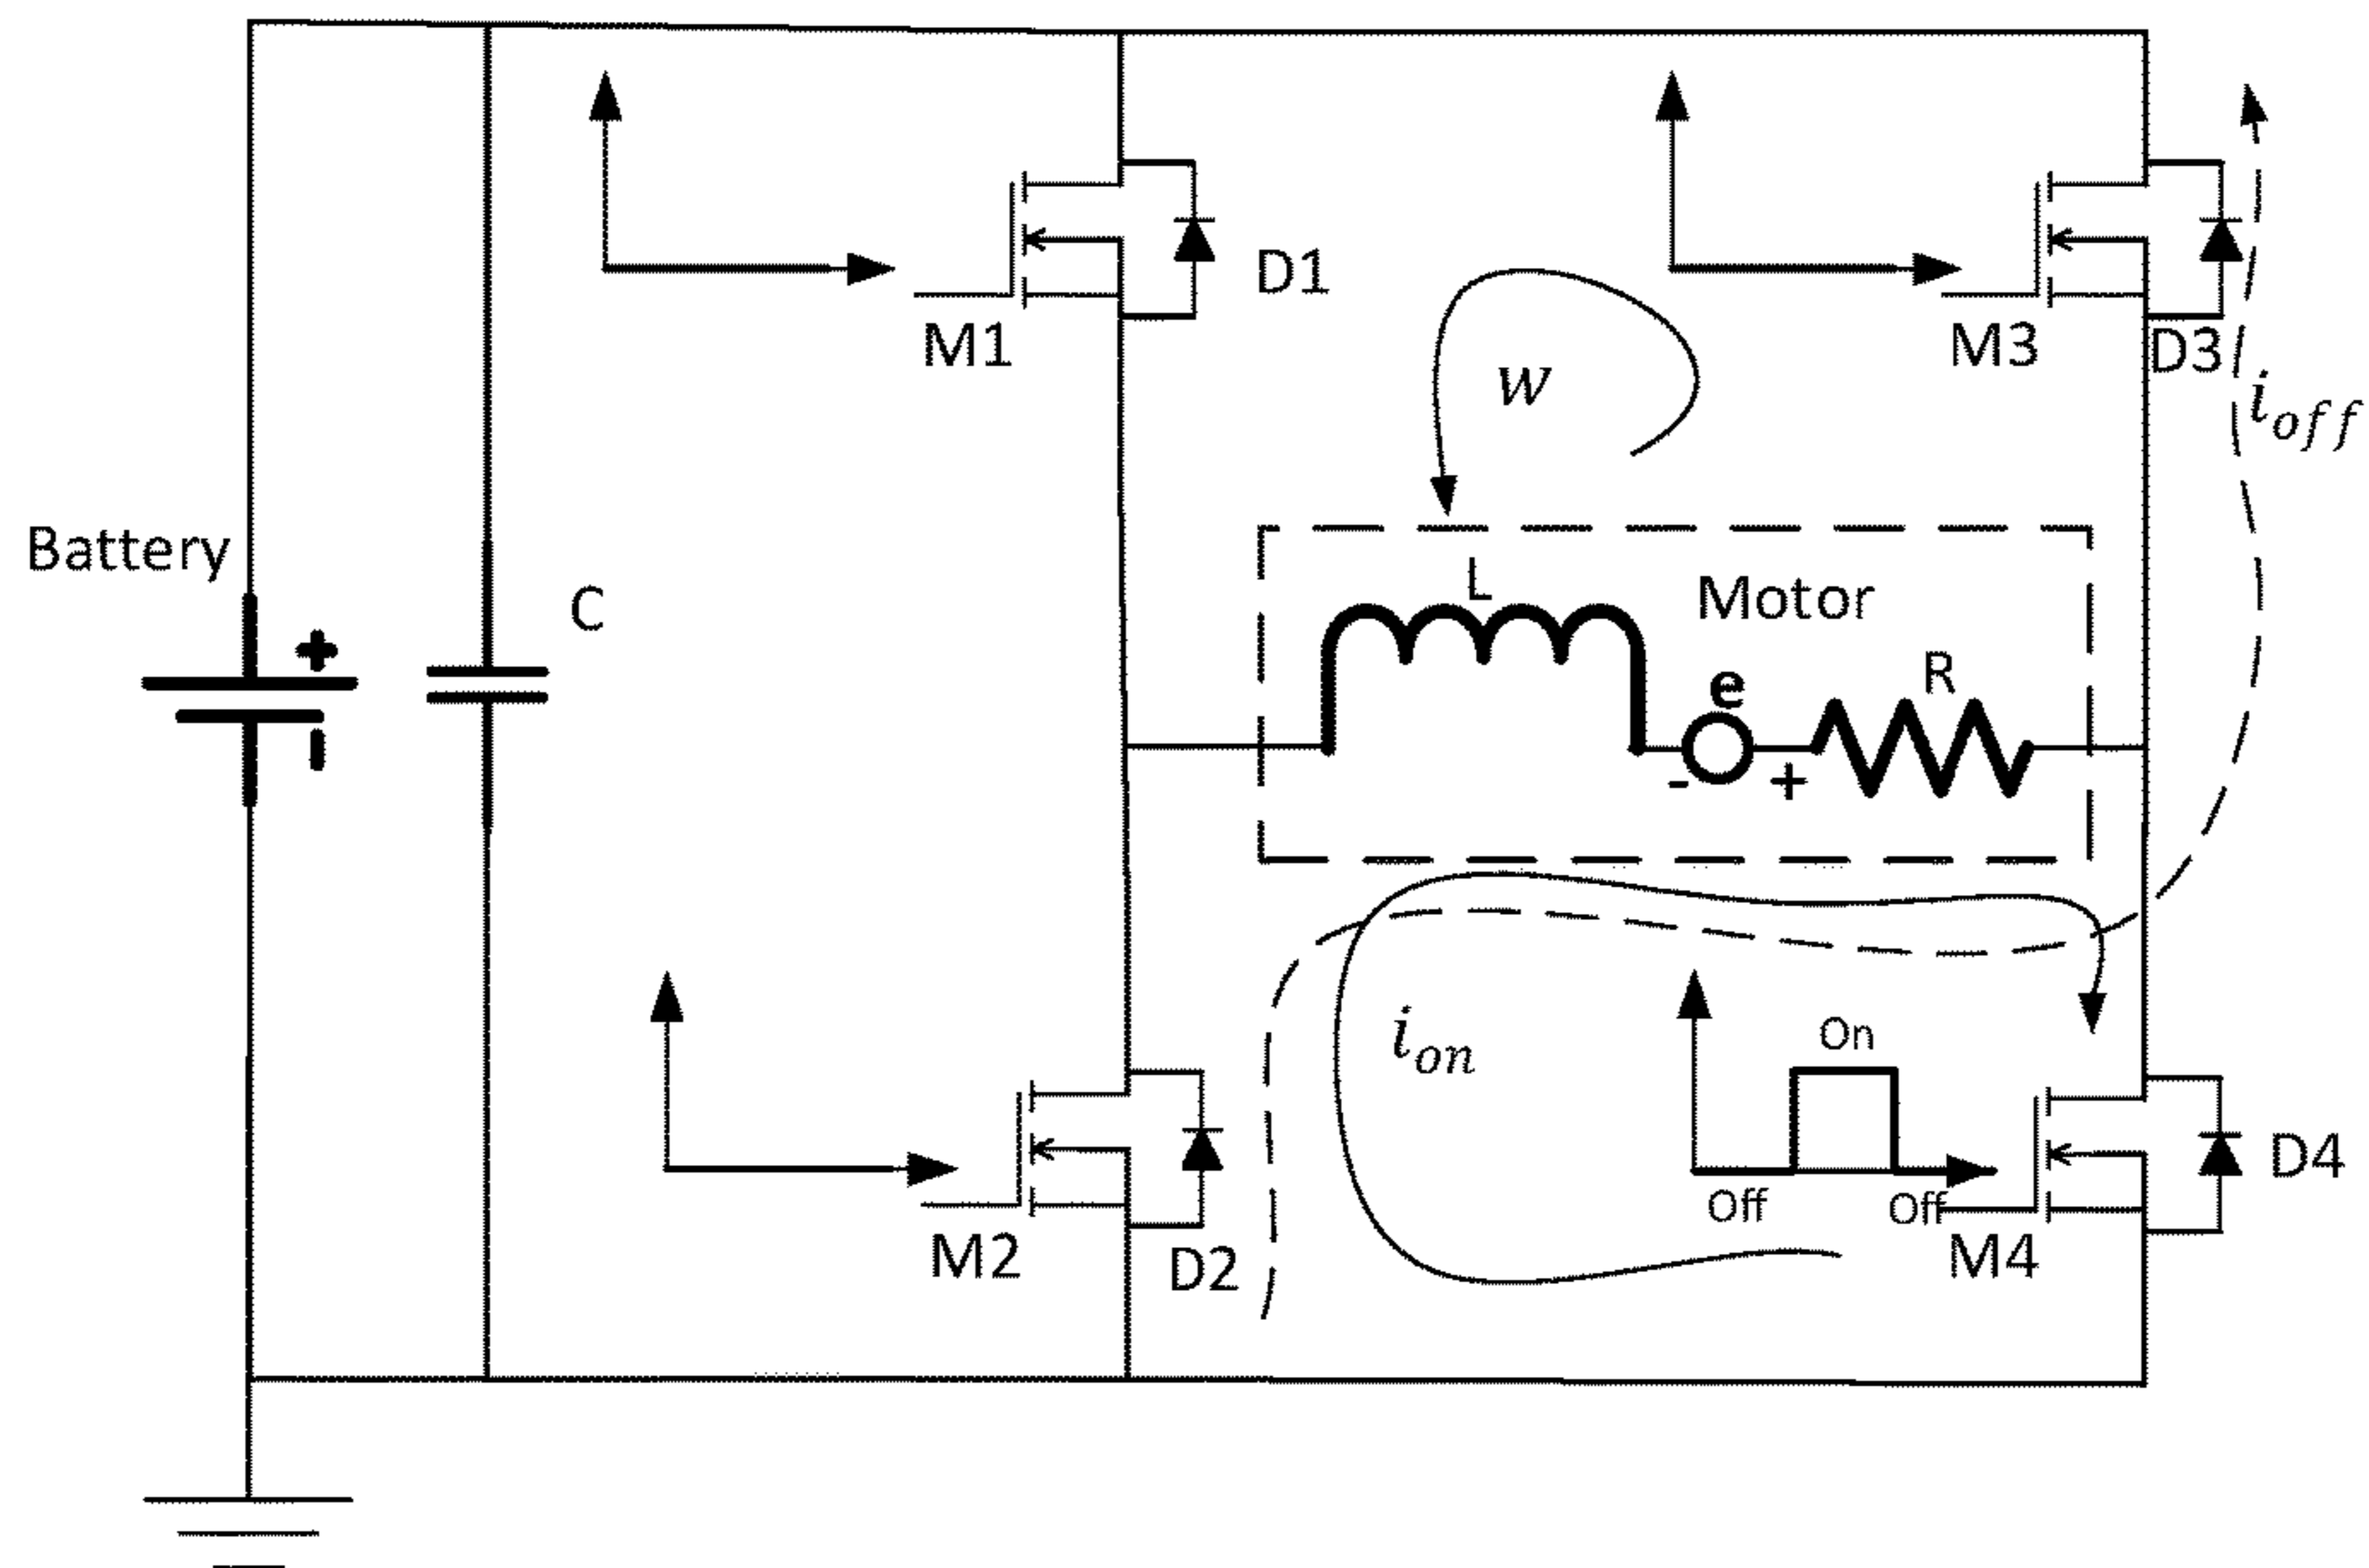 D1
M1
M3
D3
w
i_off
Battery
+
-
C
L
Motor
e
R
-
+
i_on
On
Off
Off
M2
D2
M4
D4